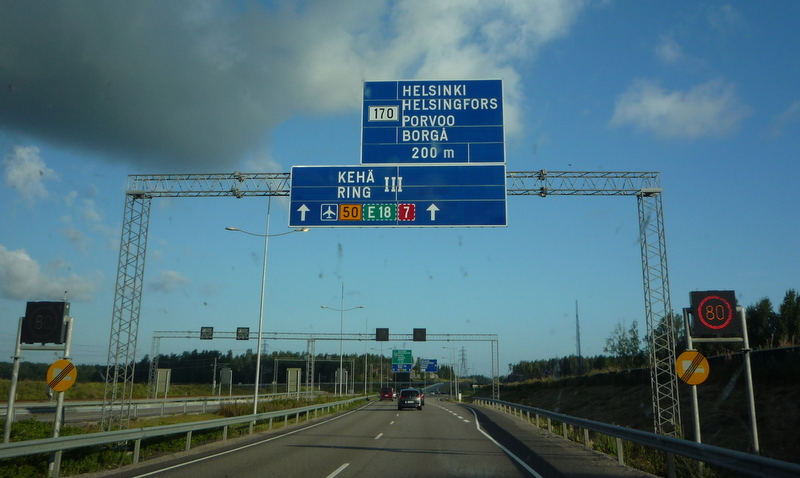 170
HELSINKI
HELSINGFORS
PORVOO
BORGÅ
200 m
KEHÄ III
RING
50 E18 7
80